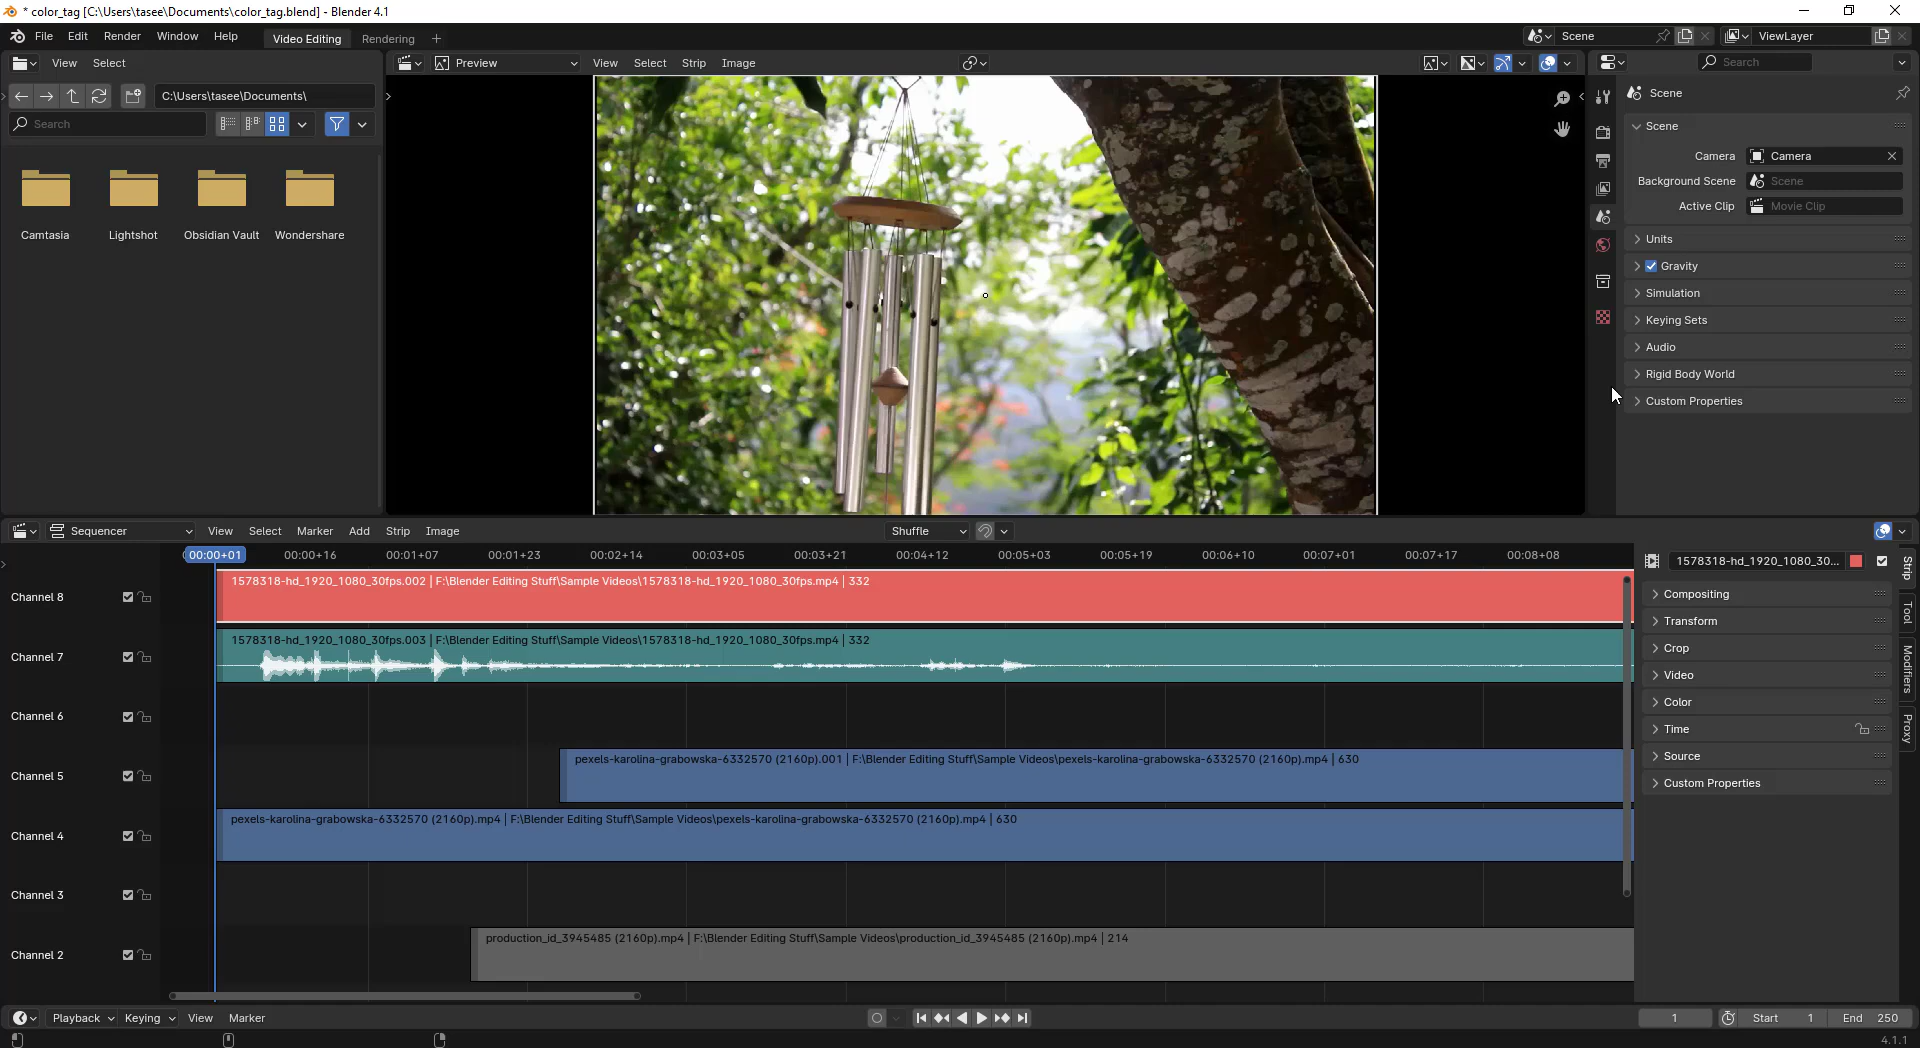 * color_tag [C:\Users\tasee\Documents\color_tag.blend] - Blender 4.1
File Edit Render Window Help Video Editing Rendering + Scene ViewLayer
View Select
Preview View Select Strip Image
Search
C:\Users\tasee\Documents\
Search
Camtasia Lightshot Obsidian Vault Wondershare
Scene
Scene
Camera Camera
Background Scene Scene
Active Clip Movie Clip
Units
Gravity
Simulation
Keying Sets
Audio
Rigid Body World
Custom Properties
Sequencer View Select Marker Add Strip Image Shuffle
00:00+01 00:00+16 00:01+07 00:01+23 00:02+14 00:03+05 00:03+21 00:04+12 00:05+03 00:05+19 00:06+10 00:07+01 00:07+17 00:08+08
Channel 8
1578318-hd_1920_1080_30fps.002 | F:\Blender Editing Stuff\Sample Videos\1578318-hd_1920_1080_30fps.mp4 | 332
Channel 7
1578318-hd_1920_1080_30fps.003 | F:\Blender Editing Stuff\Sample Videos\1578318-hd_1920_1080_30fps.mp4 | 332
Channel 6
Channel 5
pexels-karolina-grabowska-6332570 (2160p).001 | F:\Blender Editing Stuff\Sample Videos\pexels-karolina-grabowska-6332570 (2160p).mp4 | 630
Channel 4
pexels-karolina-grabowska-6332570 (2160p).mp4 | F:\Blender Editing Stuff\Sample Videos\pexels-karolina-grabowska-6332570 (2160p).mp4 | 630
Channel 3
Channel 2
production_id_3945485 (2160p).mp4 | F:\Blender Editing Stuff\Sample Videos\production_id_3945485 (2160p).mp4 | 214
1578318-hd_1920_1080_30...
Compositing
Transform
Crop
Video
Color
Time
Source
Custom Properties
Strip
Tool
Modifiers
Proxy
Playback Keying View Marker 1 Start 1 End 250
4.1.1